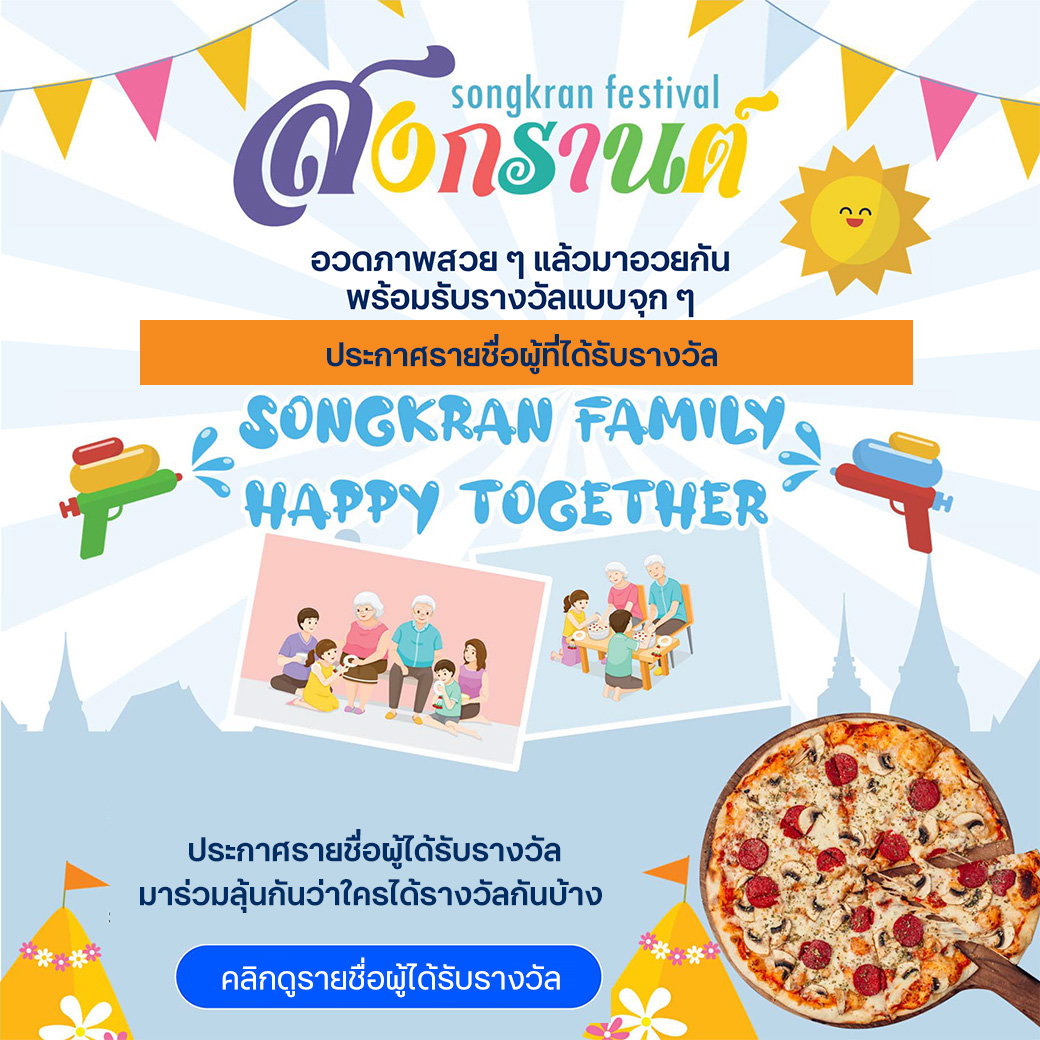 songkran festival
สงกรานต์
อวดภาพสวย ๆ แล้วมาอวยกัน
พร้อมรับรางวัลแบบจุก ๆ
ประกาศรายชื่อผู้ที่ได้รับรางวัล
SONGKRAN FAMILY
HAPPY TOGETHER
ประกาศรายชื่อผู้ได้รับรางวัล
มาร่วมลุ้นกันว่าใครได้รางวัลกันบ้าง
คลิกดูรายชื่อผู้ได้รับรางวัล